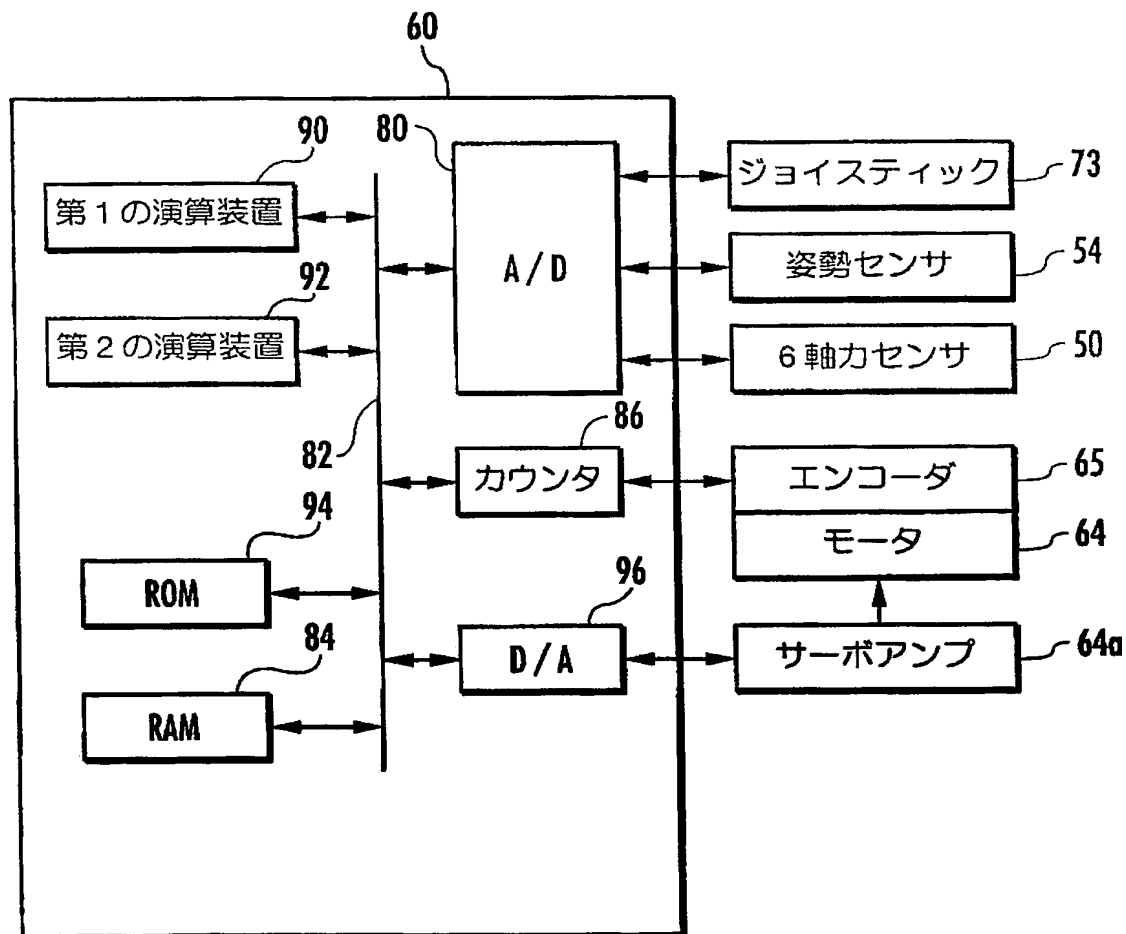 60
90
80
第1の演算装置
A/D
ジョイスティック
73
92
姿勢センサ
54
第2の演算装置
6軸力センサ
50
82
86
カウンタ
エンコーダ
65
モータ
64
94
ROM
96
D/A
サーボアンプ
64a
84
RAM